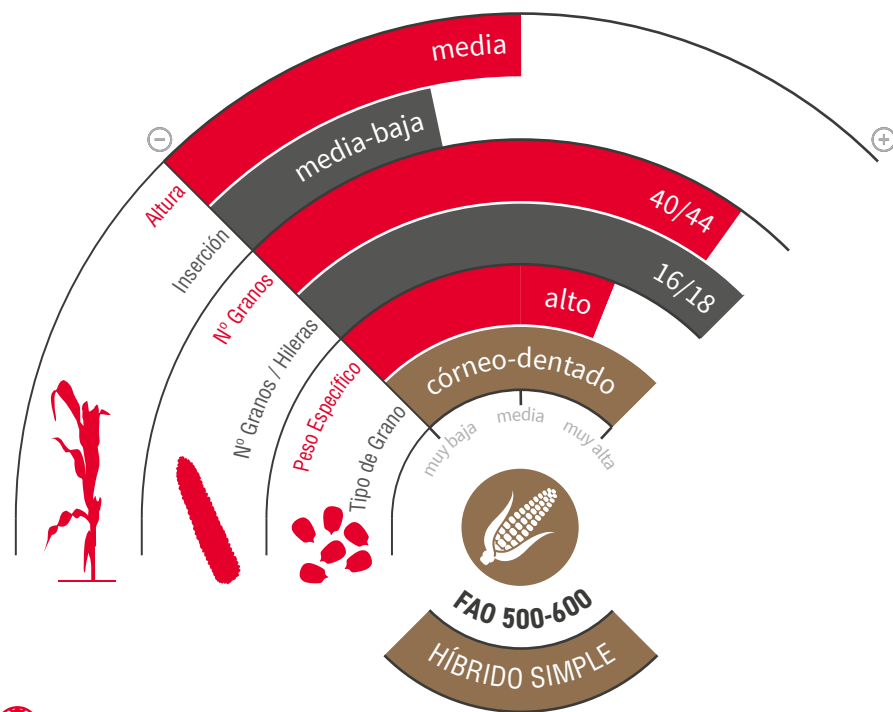 media
media-baja
40/44
16/18
alto
córneo-dentado
−
+
Altura
Inserción
Nº Granos
Nº Granos / Hileras
Peso Específico
Tipo de Grano
muy baja
media
muy alta
FAO 500-600
HÍBRIDO SIMPLE